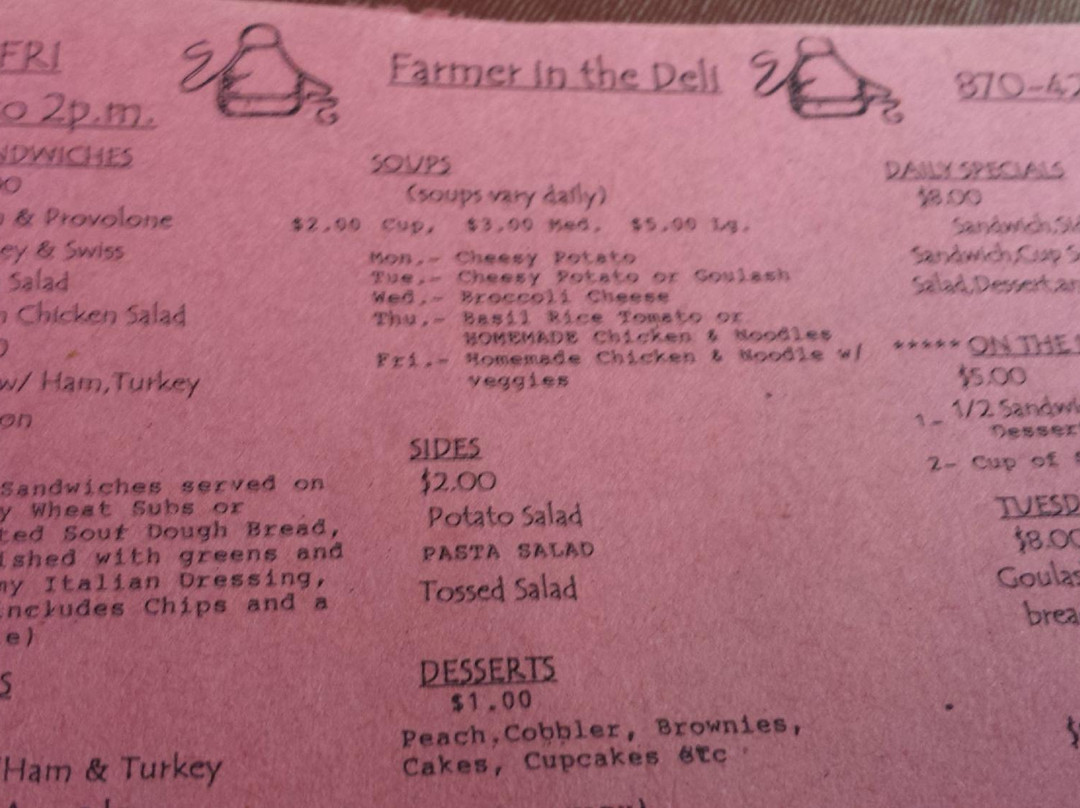 FRI
Farmer in the Deli
870-42
to 2p.m.
NDWICHES
& Provolone
ey & Swiss
Salad
Chicken Salad
w/ Ham,Turkey
on
Sandwiches served on
y Wheat Subs or
ted Sour Dough Bread,
ished with greens and
my Italian Dressing,
includes Chips and a
e)
S
Ham & Turkey
SOUPS
(soups vary daily)
$2.00 Cup, $3.00 Med. $5.00 Lg.
Mon.- Cheesy Potato
Tue.- Cheesy Potato or Goulash
Wed.- Broccoli Cheese
Thu.- Basil Rice Tomato or
HOMEMADE Chicken & Noodles
Fri.- Homemade Chicken & Noodle w/
veggies
SIDES
$2.00
Potato Salad
PASTA SALAD
Tossed Salad
DESSERTS
$1.00
Peach,Cobbler, Brownies,
Cakes, Cupcakes etc
DAILY SPECIALS
$8.00
Sandwich,Sid
Sandwich,Cup S
Salad,Dessert,an
***** ON THE
$5.00
1- 1/2 Sandwi
Dessert
2- Cup of
TUESD
$8.00
Goulas
brea
$